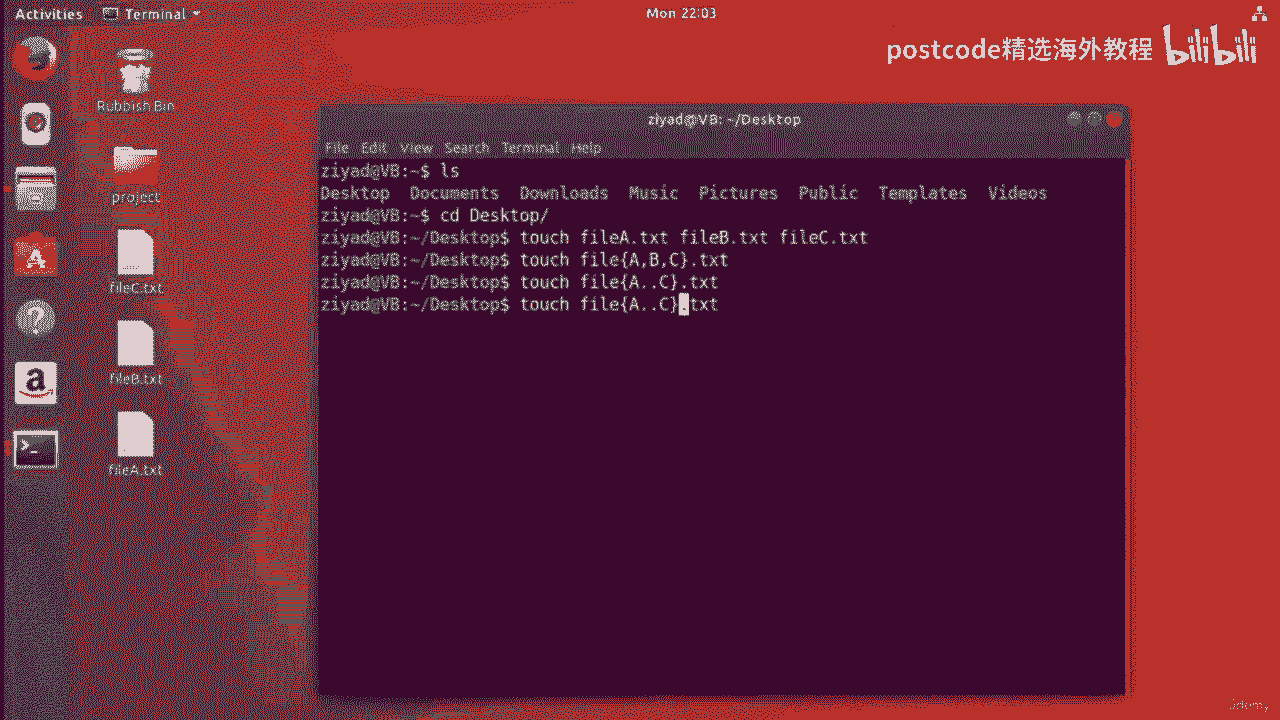 Activities
Terminal
Mon 22:03
postcode精选海外教程
bilibili
Rubbish Bin
project
fileC.txt
fileB.txt
fileA.txt
ziyad@VB: ~/Desktop
File Edit View Search Terminal Help
ziyad@VB:~$ ls
Desktop Documents Downloads Music Pictures Public Templates Videos
ziyad@VB:~$ cd Desktop/
ziyad@VB:~/Desktop$ touch fileA.txt fileB.txt fileC.txt
ziyad@VB:~/Desktop$ touch file{A,B,C}.txt
ziyad@VB:~/Desktop$ touch file{A..C}.txt
ziyad@VB:~/Desktop$ touch file{A..C}.txt
udemy